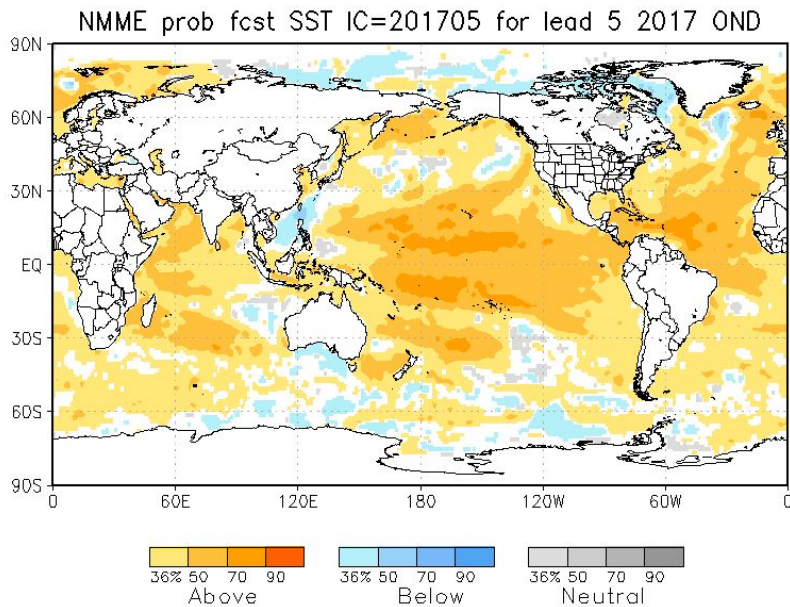 NMME prob fcst SST IC=201705 for lead 5 2017 OND
90N
60N
30N
EQ
30S
60S
90S
0 60E 120E 180 120W 60W 0
36% 50 70 90 36% 50 70 90 36% 50 70 90
Above Below Neutral